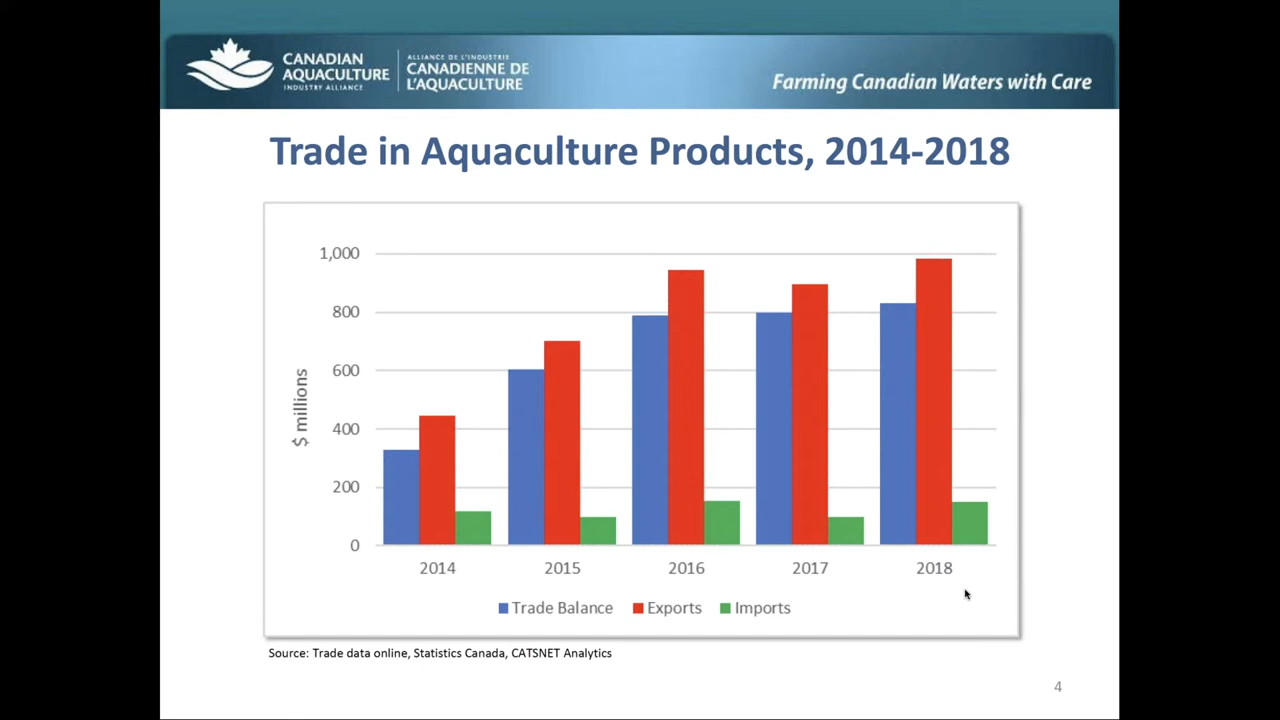 CANADIAN
AQUACULTURE
INDUSTRY ALLIANCE
ALLIANCE DE L'INDUSTRIE
CANADIENNE DE
L'AQUACULTURE
Farming Canadian Waters with Care
Trade in Aquaculture Products, 2014-2018
$ millions
1,000
800
600
400
200
0
2014 2015 2016 2017 2018
Trade Balance Exports Imports
Source: Trade data online, Statistics Canada, CATSNET Analytics
4